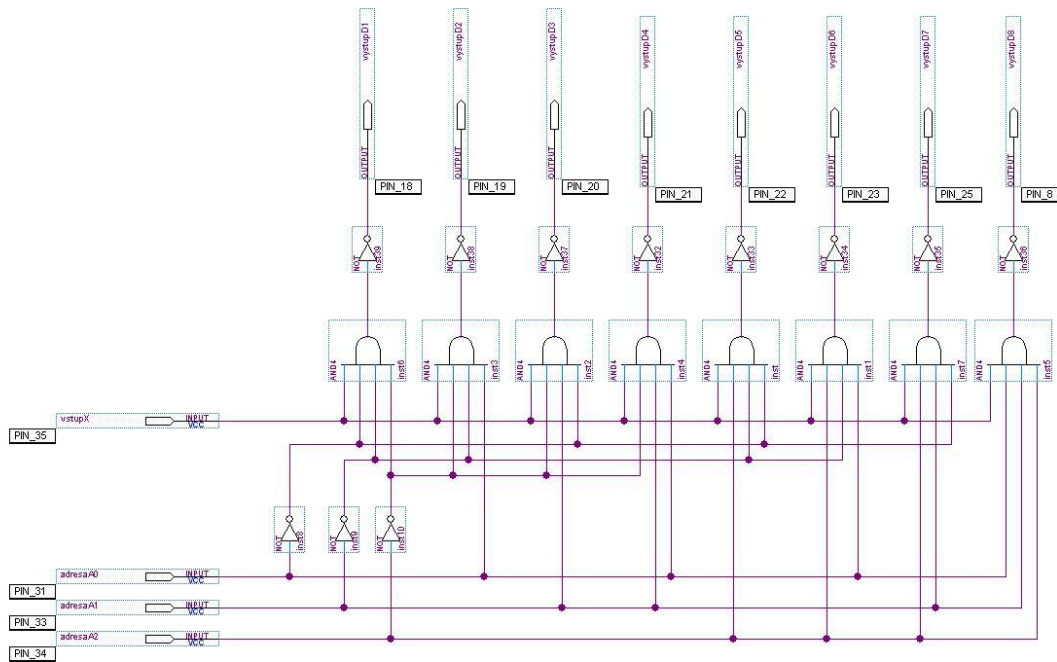 vystupD1
vystupD2
vystupD3
vystupD4
vystupD5
vystupD6
vystupD7
vystupD8
OUTPUT
OUTPUT
OUTPUT
OUTPUT
OUTPUT
OUTPUT
OUTPUT
OUTPUT
PIN_18
PIN_19
PIN_20
PIN_21
PIN_22
PIN_23
PIN_25
PIN_8
NOT
inst39
NOT
inst38
NOT
inst37
NOT
inst32
NOT
inst33
NOT
inst34
NOT
inst35
NOT
inst36
AND4
inst6
AND4
inst3
AND4
inst2
AND4
inst4
AND4
inst
AND4
inst1
AND4
inst7
AND4
inst5
vstupX
INPUT
VCC
PIN_35
NOT
inst8
NOT
inst9
NOT
inst10
adresaA0
INPUT
VCC
PIN_31
adresaA1
INPUT
VCC
PIN_33
adresaA2
INPUT
VCC
PIN_34